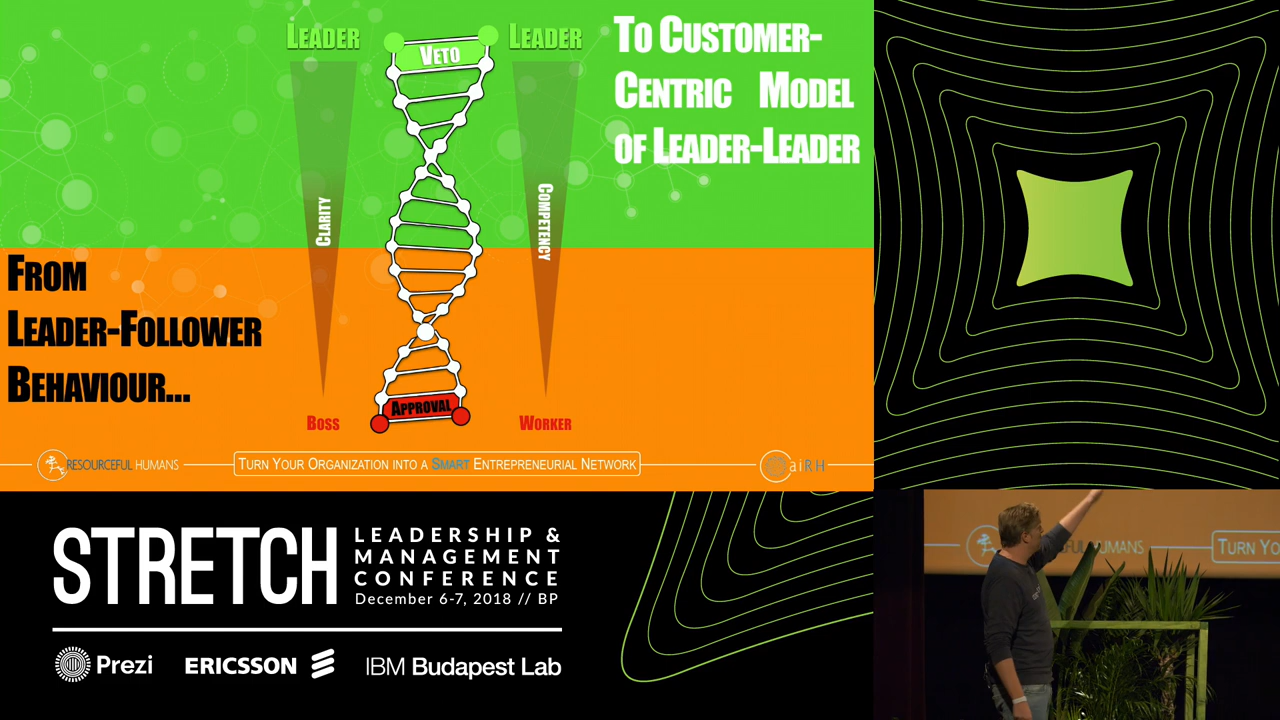 LEADER
VETO
LEADER
TO CUSTOMER-
CENTRIC MODEL
OF LEADER-LEADER
CLARITY
COMPETENCY
FROM
LEADER-FOLLOWER
BEHAVIOUR...
APPROVAL
BOSS
WORKER
RESOURCEFUL HUMANS
TURN YOUR ORGANIZATION INTO A SMART ENTREPRENEURIAL NETWORK
aiRH
STRETCH
LEADERSHIP &
MANAGEMENT
CONFERENCE
December 6-7, 2018 // BP
Prezi
ERICSSON
IBM Budapest Lab
HUMANS
TURN YO